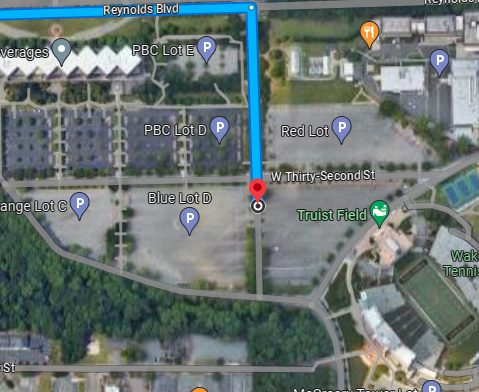 Reynolds Blvd
Reynolds
verages
PBC Lot E
P
P
PBC Lot D
P
Red Lot
P
W Thirty-Second St
ange Lot C
P
Blue Lot D
P
Truist Field
Wak
Tennis
St
McCreary Tower Lot
P